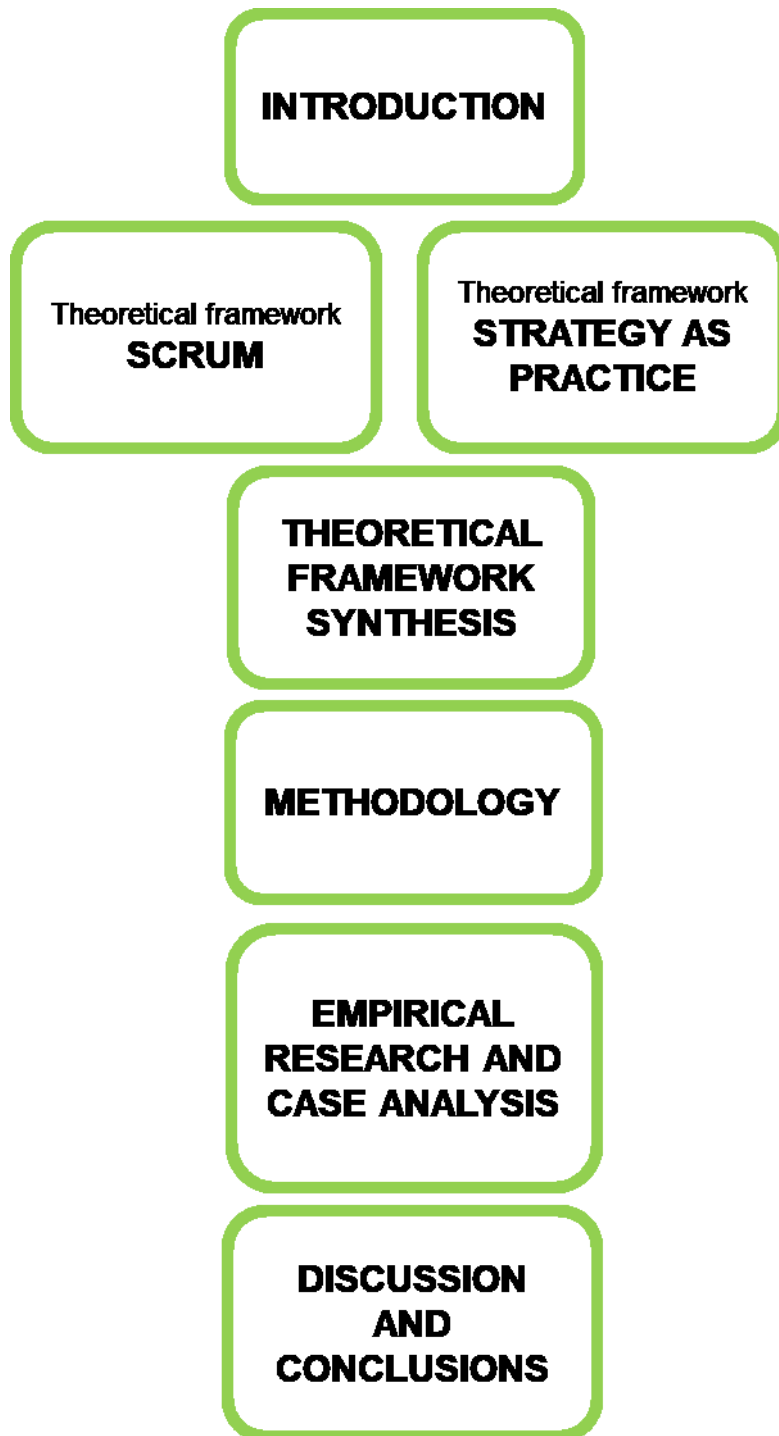 INTRODUCTION
Theoretical framework
SCRUM
Theoretical framework
STRATEGY AS
PRACTICE
THEORETICAL
FRAMEWORK
SYNTHESIS
METHODOLOGY
EMPIRICAL
RESEARCH AND
CASE ANALYSIS
DISCUSSION
AND
CONCLUSIONS